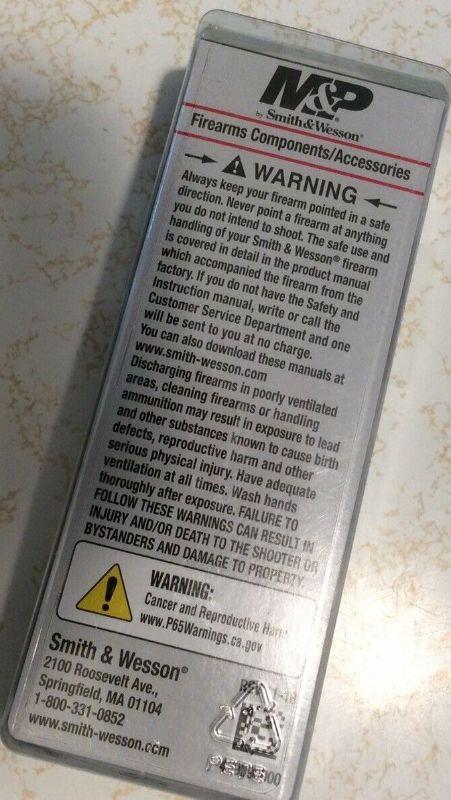 M&P
by Smith & Wesson®
Firearms Components/Accessories
WARNING
Always keep your firearm pointed in a safe
direction. Never point a firearm at anything
you do not intend to shoot. The safe use and
handling of your Smith & Wesson® firearm
is covered in detail in the product manual
which accompanied the firearm from the
factory. If you do not have the Safety and
Instruction manual, write or call the
Customer Service Department and one
will be sent to you at no charge.
You can also download these manuals at
www.smith-wesson.com
Discharging firearms in poorly ventilated
areas, cleaning firearms or handling
ammunition may result in exposure to lead
and other substances known to cause birth
defects, reproductive harm and other
serious physical injury. Have adequate
ventilation at all times. Wash hands
thoroughly after exposure. FAILURE TO
FOLLOW THESE WARNINGS CAN RESULT IN
INJURY AND/OR DEATH TO THE SHOOTER OR
BYSTANDERS AND DAMAGE TO PROPERTY.
WARNING:
Cancer and Reproductive Harm
www.P65Warnings.ca.gov
Smith & Wesson®
2100 Roosevelt Ave.,
Springfield, MA 01104
1-800-331-0852
www.smith-wesson.com